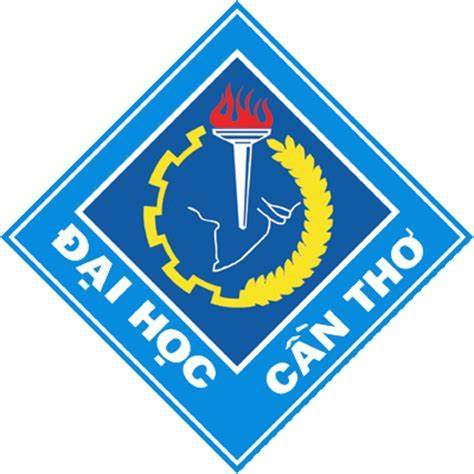 ĐẠI HỌC
CẦN THƠ